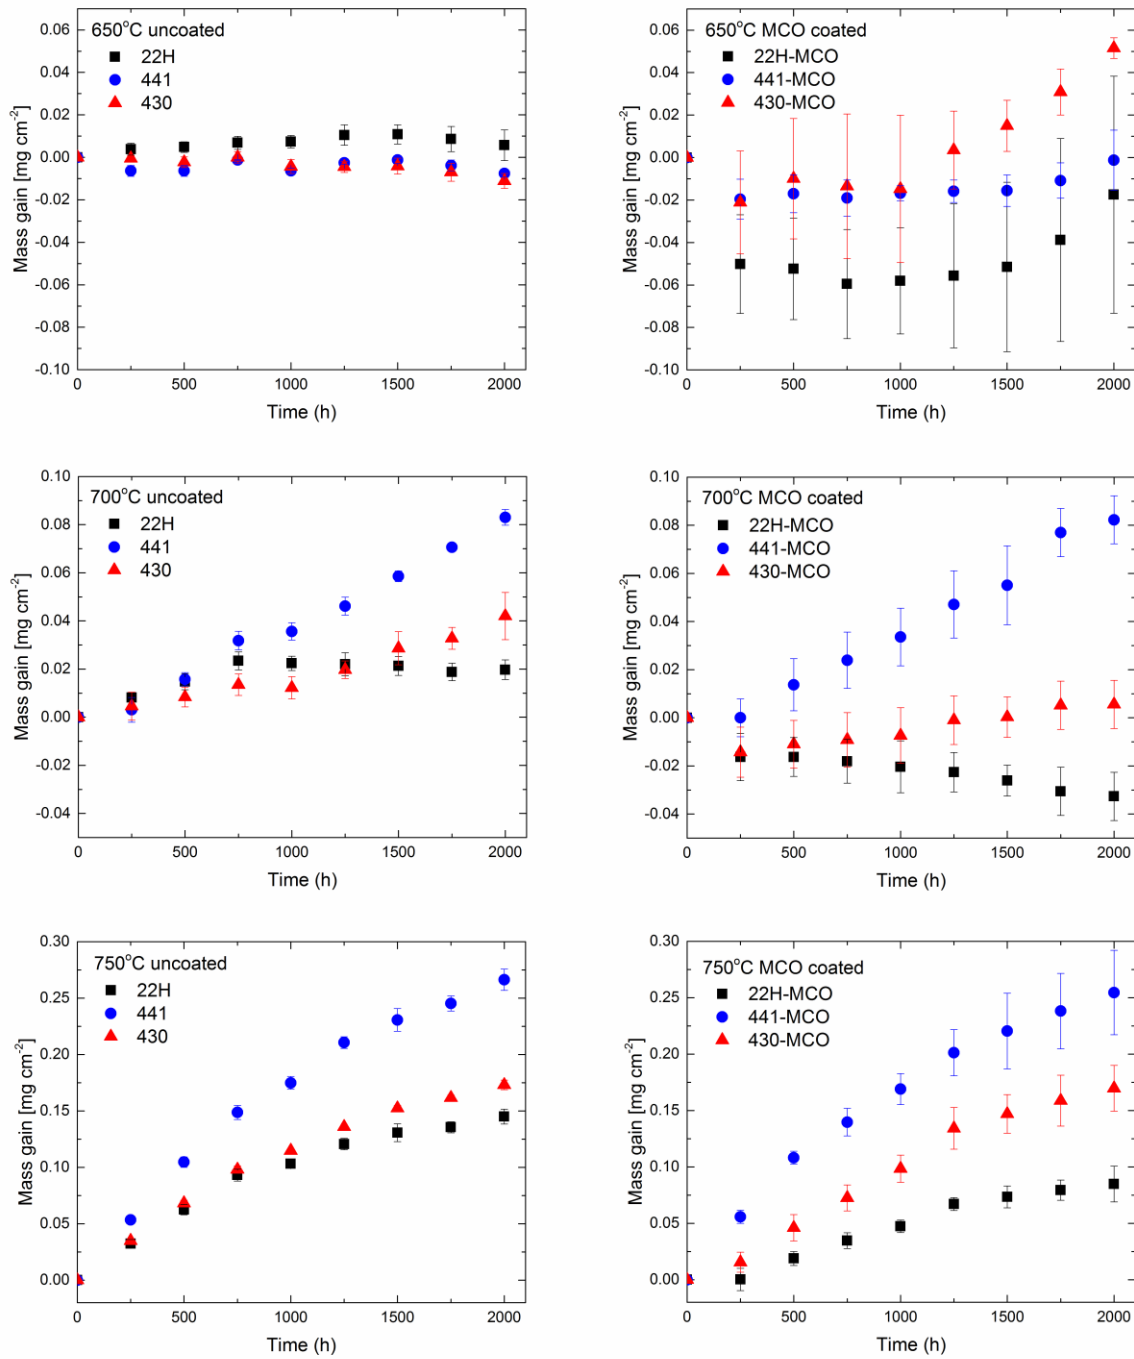 650°C uncoated
22H
441
430
0.06
0.04
0.02
0.00
-0.02
-0.04
-0.06
-0.08
-0.10
Mass gain [mg cm⁻²]
0
500
1000
1500
2000
Time (h)
650°C MCO coated
22H-MCO
441-MCO
430-MCO
0.06
0.04
0.02
0.00
-0.02
-0.04
-0.06
-0.08
-0.10
Mass gain [mg cm⁻²]
0
500
1000
1500
2000
Time (h)
700°C uncoated
22H
441
430
0.10
0.08
0.06
0.04
0.02
0.00
-0.02
-0.04
Mass gain [mg cm⁻²]
0
500
1000
1500
2000
Time (h)
700°C MCO coated
22H-MCO
441-MCO
430-MCO
0.10
0.08
0.06
0.04
0.02
0.00
-0.02
-0.04
Mass gain [mg cm⁻²]
0
500
1000
1500
2000
Time (h)
750°C uncoated
22H
441
430
0.30
0.25
0.20
0.15
0.10
0.05
0.00
Mass gain [mg cm⁻²]
0
500
1000
1500
2000
Time (h)
750°C MCO coated
22H-MCO
441-MCO
430-MCO
0.30
0.25
0.20
0.15
0.10
0.05
0.00
Mass gain [mg cm⁻²]
0
500
1000
1500
2000
Time (h)